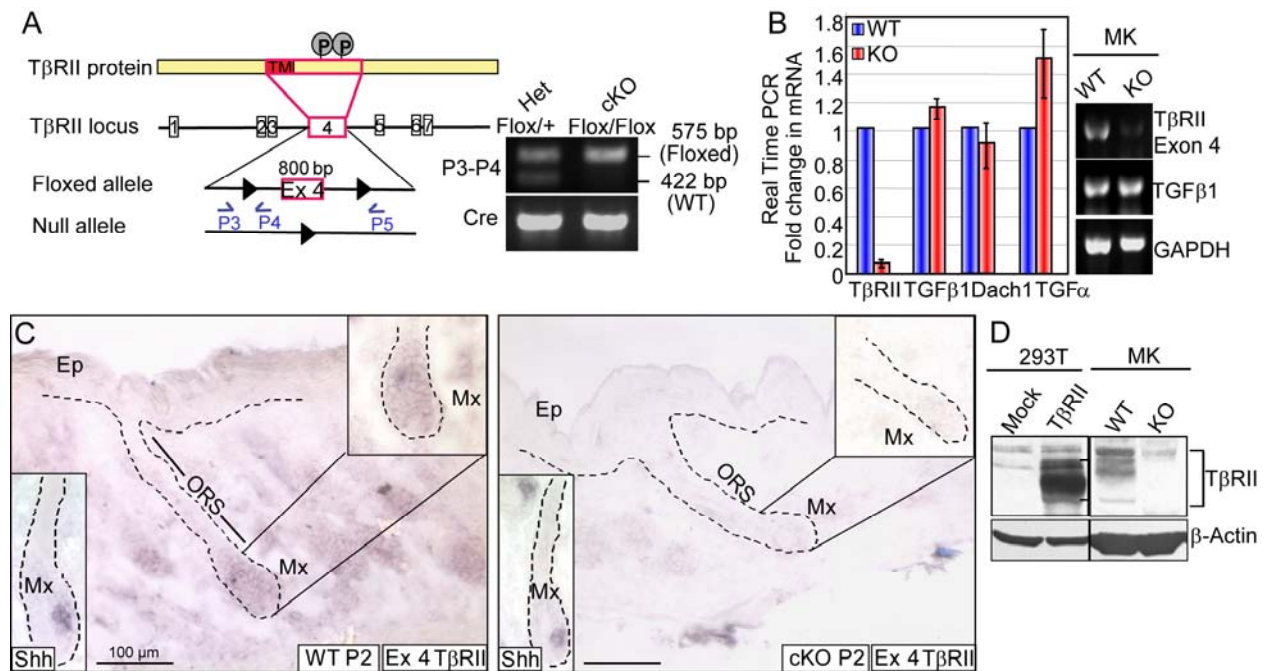 A
P P
TβRII protein
TM
TβRII locus
1 2 3 4 5 6 7
800 bp
Floxed allele
Ex 4
P3 P4 P5
Null allele
Het cKO
Flox/+ Flox/Flox
P3-P4
575 bp
(Floxed)
422 bp
(WT)
Cre
B
Real Time PCR
Fold change in mRNA
1.8
1.6
1.4
1.2
1
0.8
0.6
0.4
0.2
0
WT
KO
TβRII TGFβ1 Dach1 TGFα
MK
WT KO
TβRII
Exon 4
TGFβ1
GAPDH
C
Ep
Mx
ORS
Mx
Mx
Shh
100 µm
WT P2 Ex 4 TβRII
Ep
Mx
ORS
Mx
Mx
Shh
cKO P2 Ex 4 TβRII
D
293T MK
Mock TβRII WT KO
TβRII
β-Actin